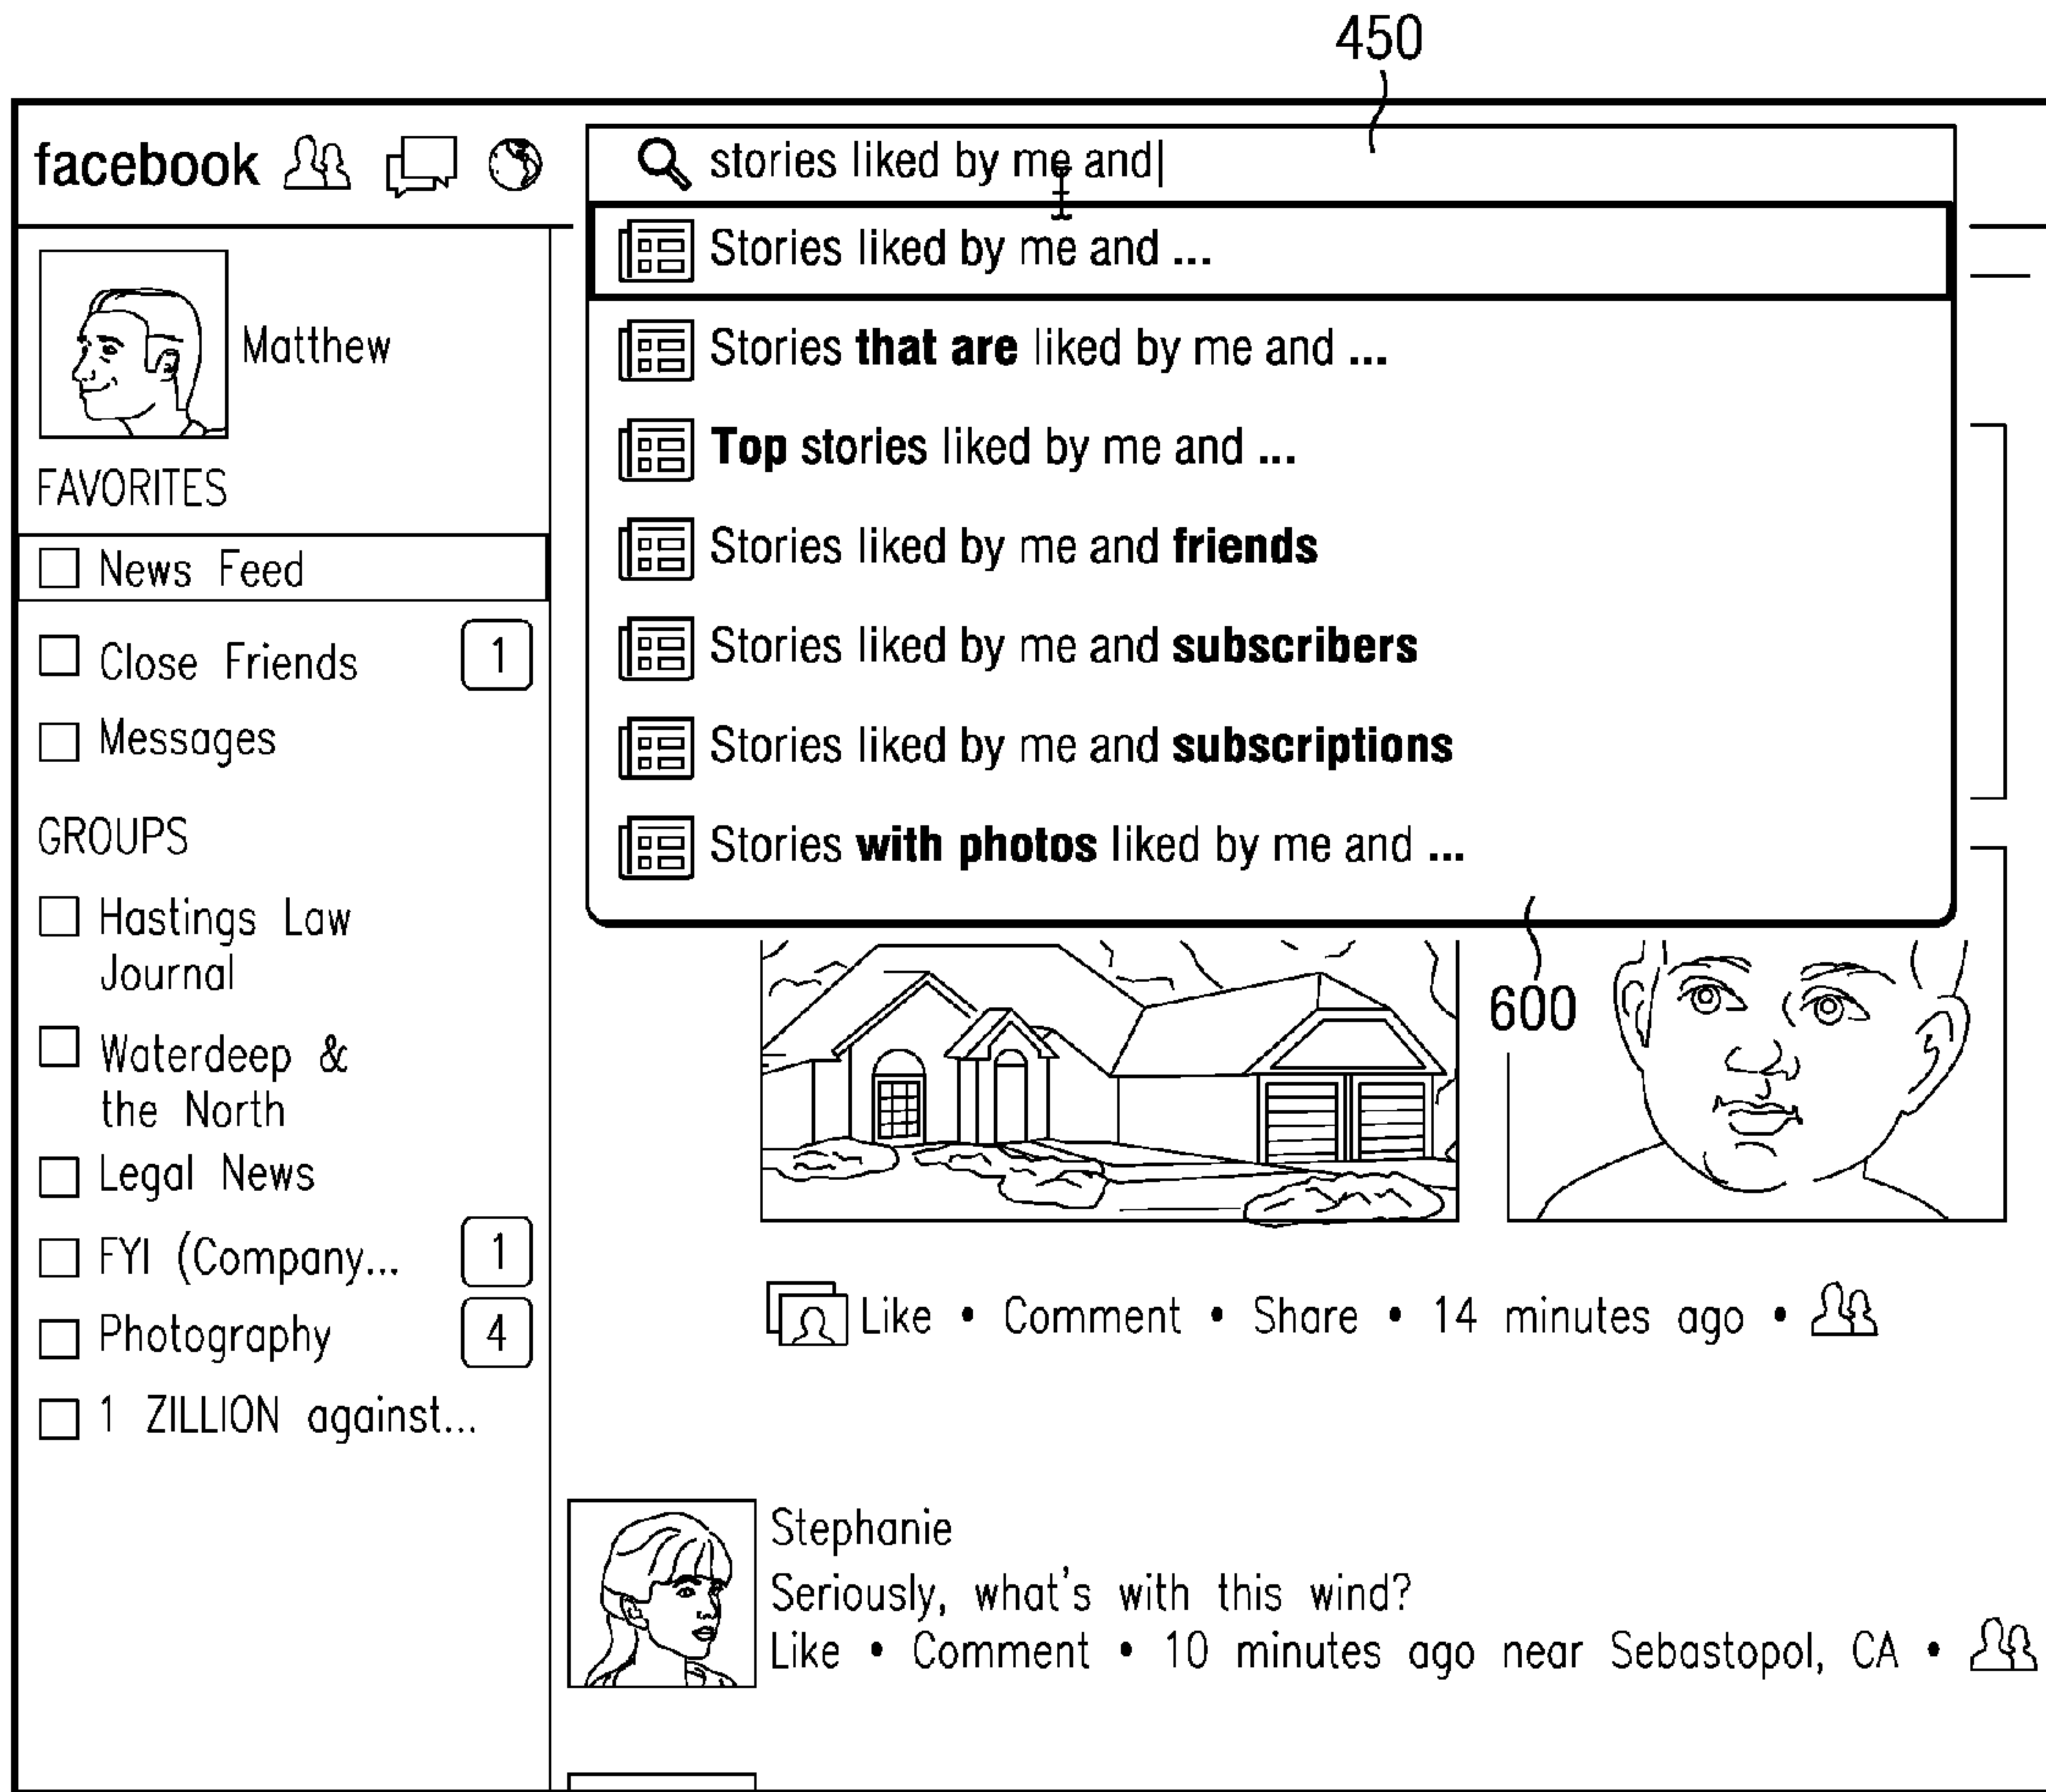 450
facebook
stories liked by me and
Stories liked by me and ...
Stories that are liked by me and ...
Top stories liked by me and ...
Stories liked by me and friends
Stories liked by me and subscribers
Stories liked by me and subscriptions
Stories with photos liked by me and ...
600
Matthew
FAVORITES
News Feed
Close Friends 1
Messages
GROUPS
Hastings Law
Journal
Waterdeep &
the North
Legal News
FYI (Company... 1
Photography 4
1 ZILLION against...
Like • Comment • Share • 14 minutes ago •
Stephanie
Seriously, what's with this wind?
Like • Comment • 10 minutes ago near Sebastopol, CA •